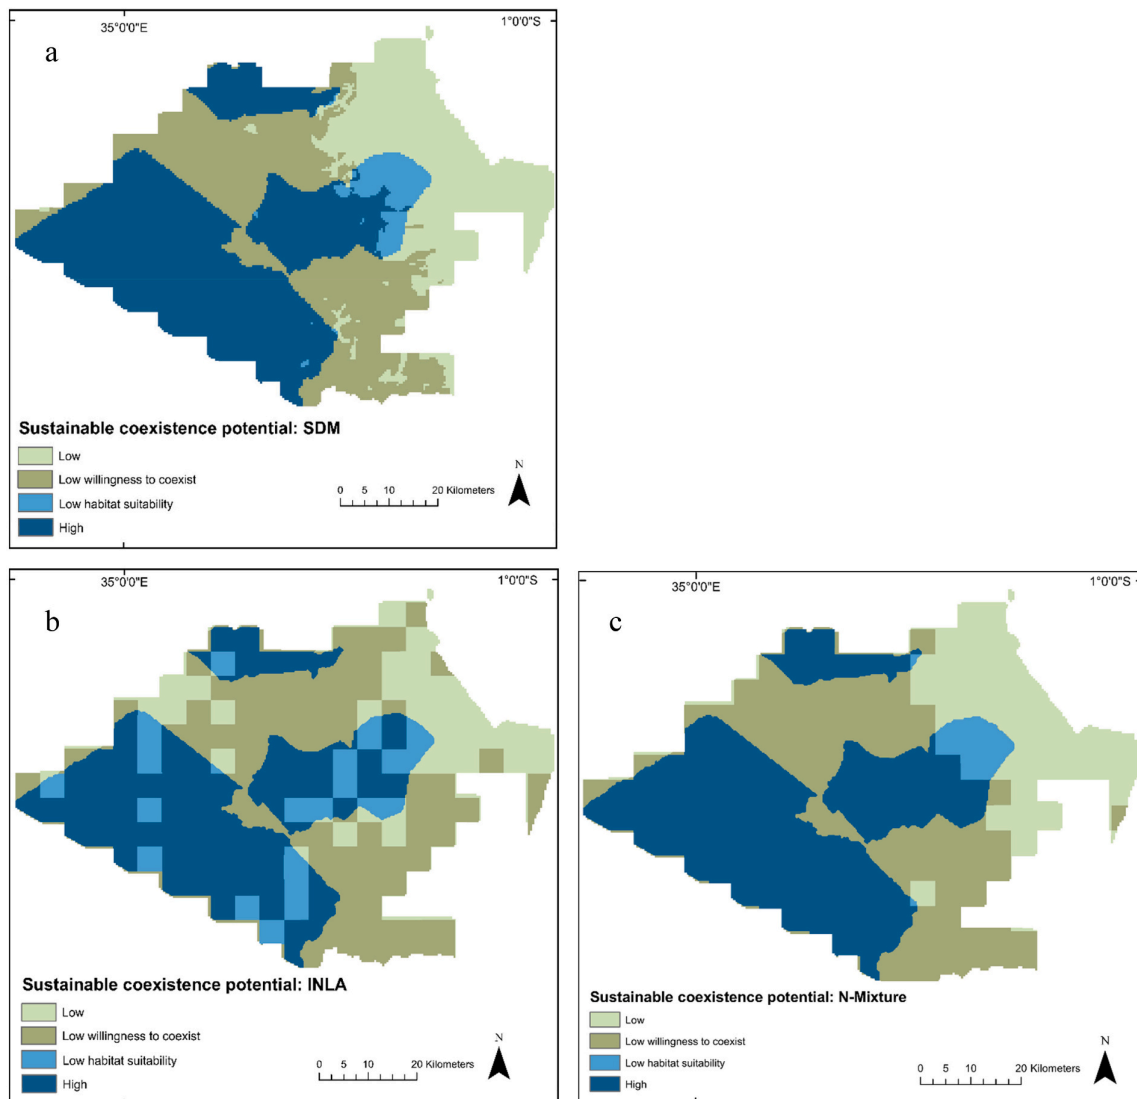 35°0'0"E
1°0'0"S
a
Sustainable coexistence potential: SDM
Low
Low willingness to coexist
Low habitat suitability
High
N
0 5 10 20 Kilometers
35°0'0"E
1°0'0"S
b
Sustainable coexistence potential: INLA
Low
Low willingness to coexist
Low habitat suitability
High
N
0 5 10 20 Kilometers
35°0'0"E
1°0'0"S
c
Sustainable coexistence potential: N-Mixture
Low
Low willingness to coexist
Low habitat suitability
High
N
0 5 10 20 Kilometers